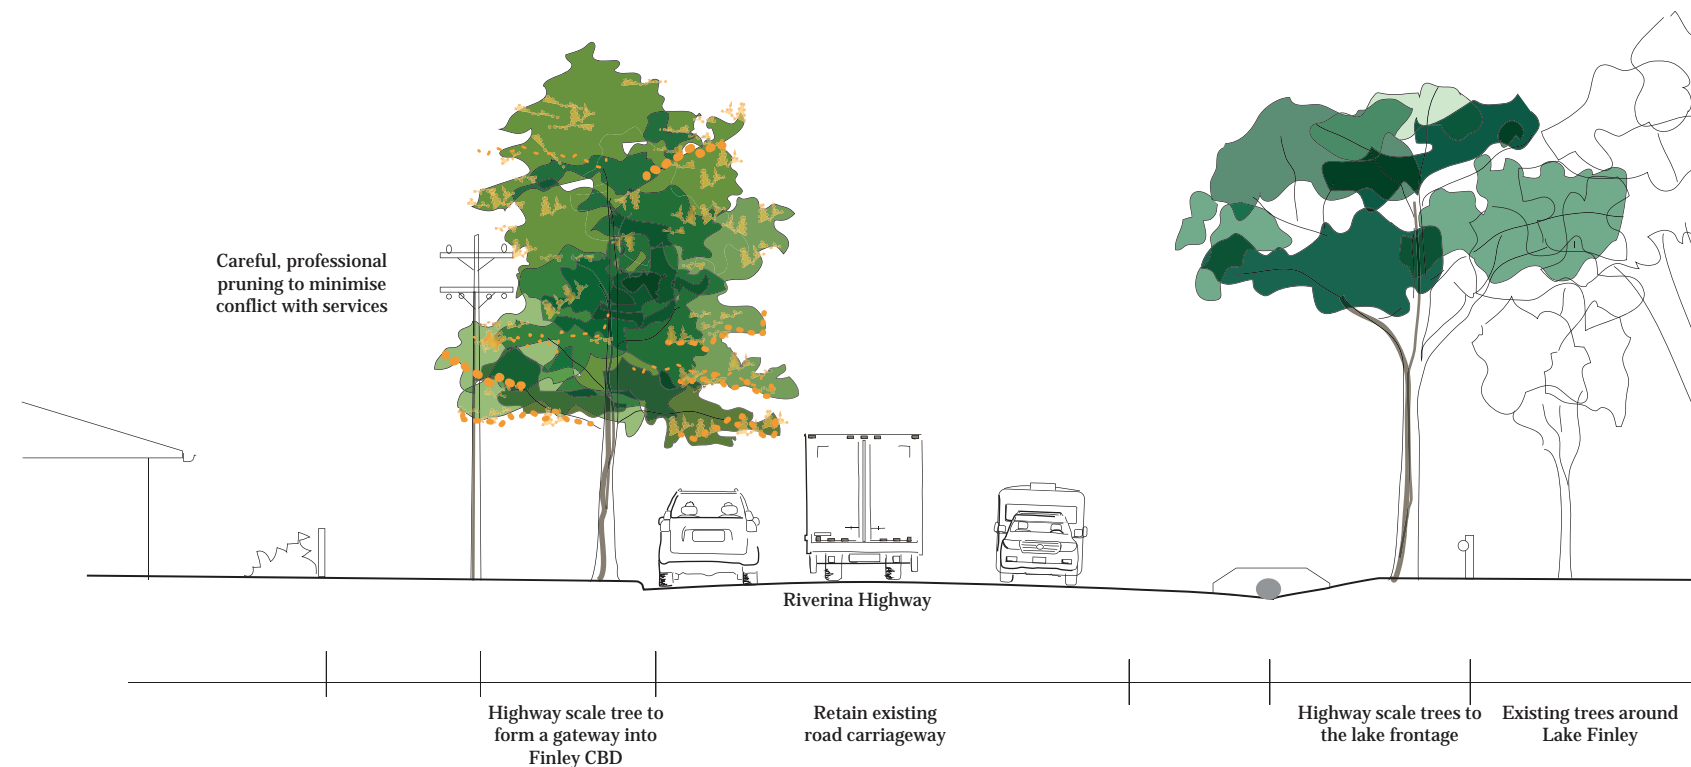 Careful, professional
pruning to minimise
conflict with services
Riverina Highway
Highway scale tree to
form a gateway into
Finley CBD
Retain existing
road carriageway
Highway scale trees to
the lake frontage
Existing trees around
Lake Finley